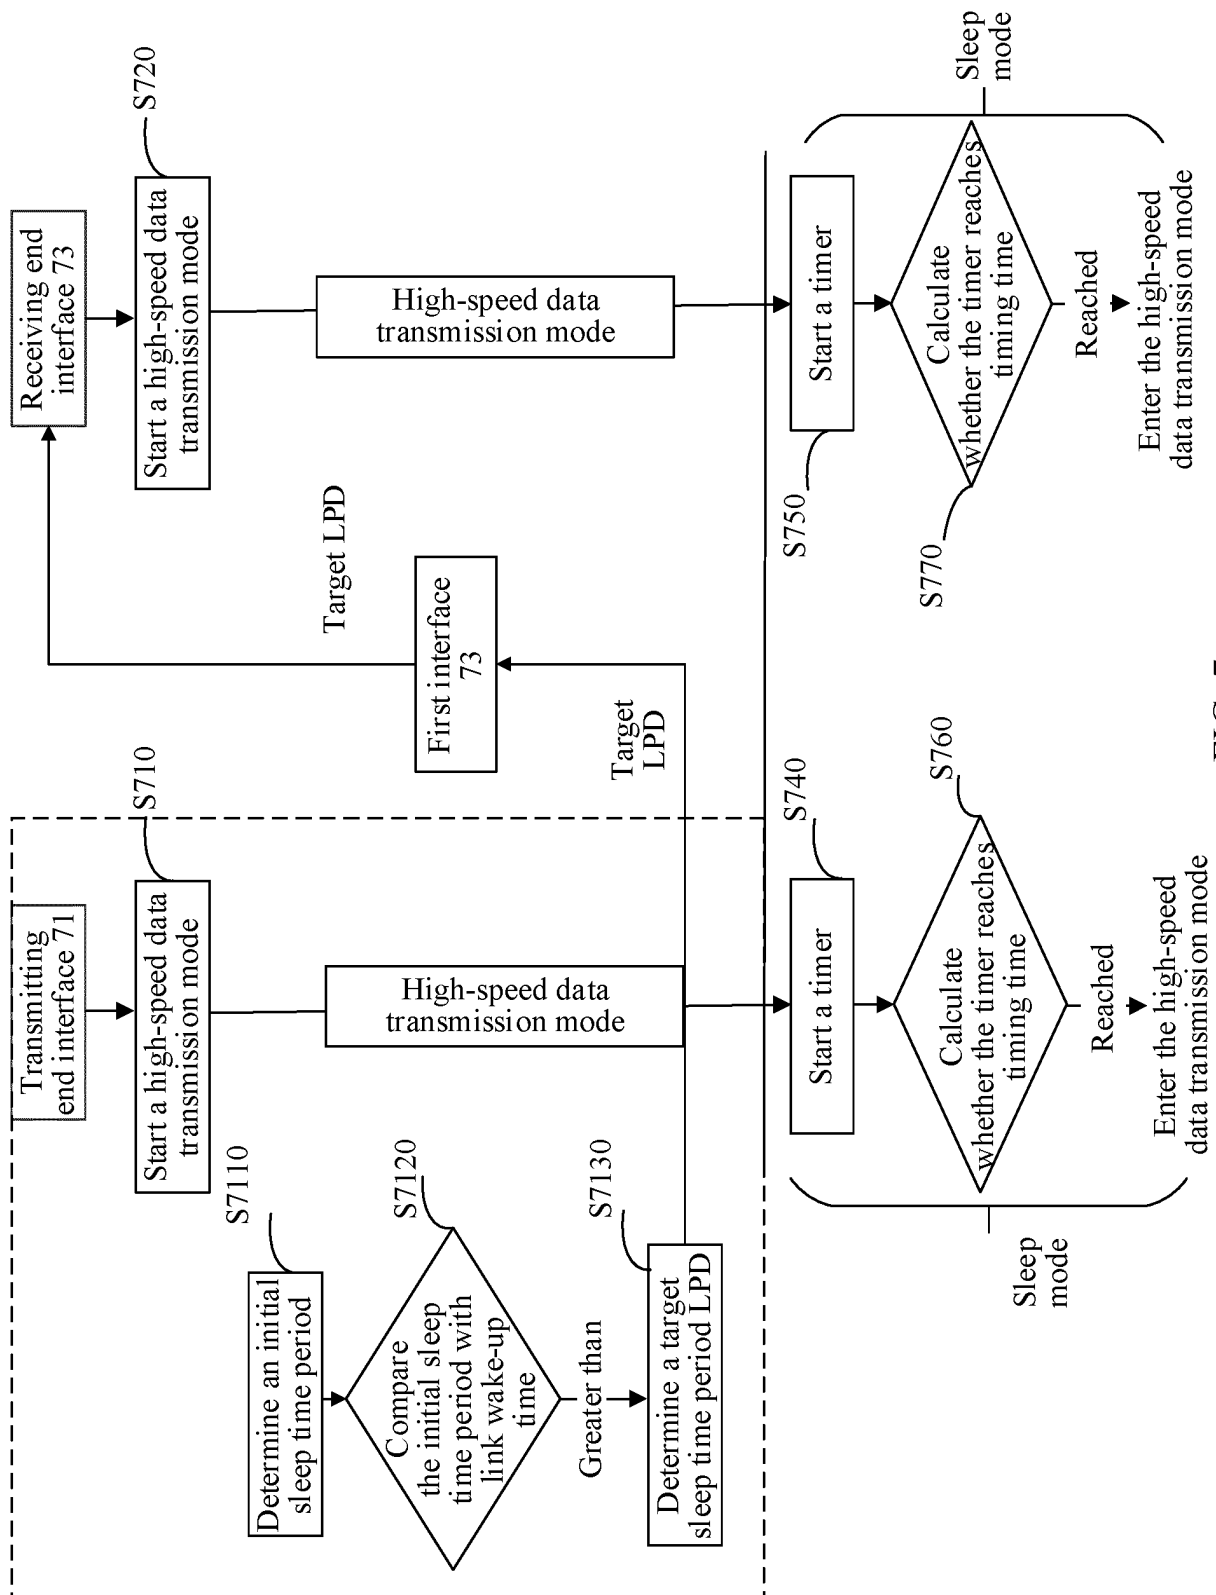 Transmitting
end interface 71
S710
Start a high-speed data
transmission mode
S7110
Determine an initial
sleep time period
High-speed data
transmission mode
S7120
Compare
the initial sleep
time period with
link wake-up
time
Greater than
S7130
Determine a target
sleep time period LPD
Target
LPD
First interface
73
Target LPD
Receiving end
interface 73
S720
Start a high-speed data
transmission mode
High-speed data
transmission mode
S740
Start a timer
S760
Calculate
whether the timer reaches
timing time
Reached
Enter the high-speed
data transmission mode
Sleep
mode
S750
Start a timer
S770
Calculate
whether the timer reaches
timing time
Reached
Enter the high-speed
data transmission mode
Sleep
mode